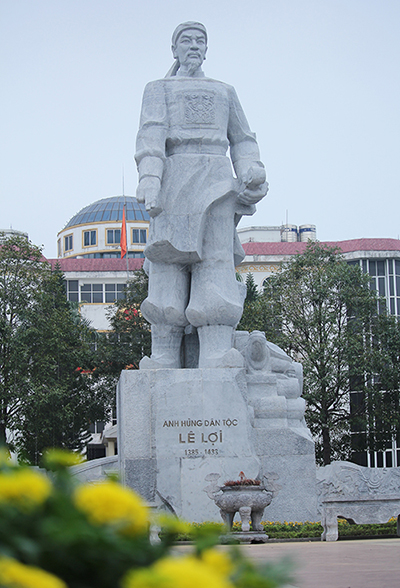 ANH HÙNG DÂN TỘC
LÊ LỢI
1385-1433